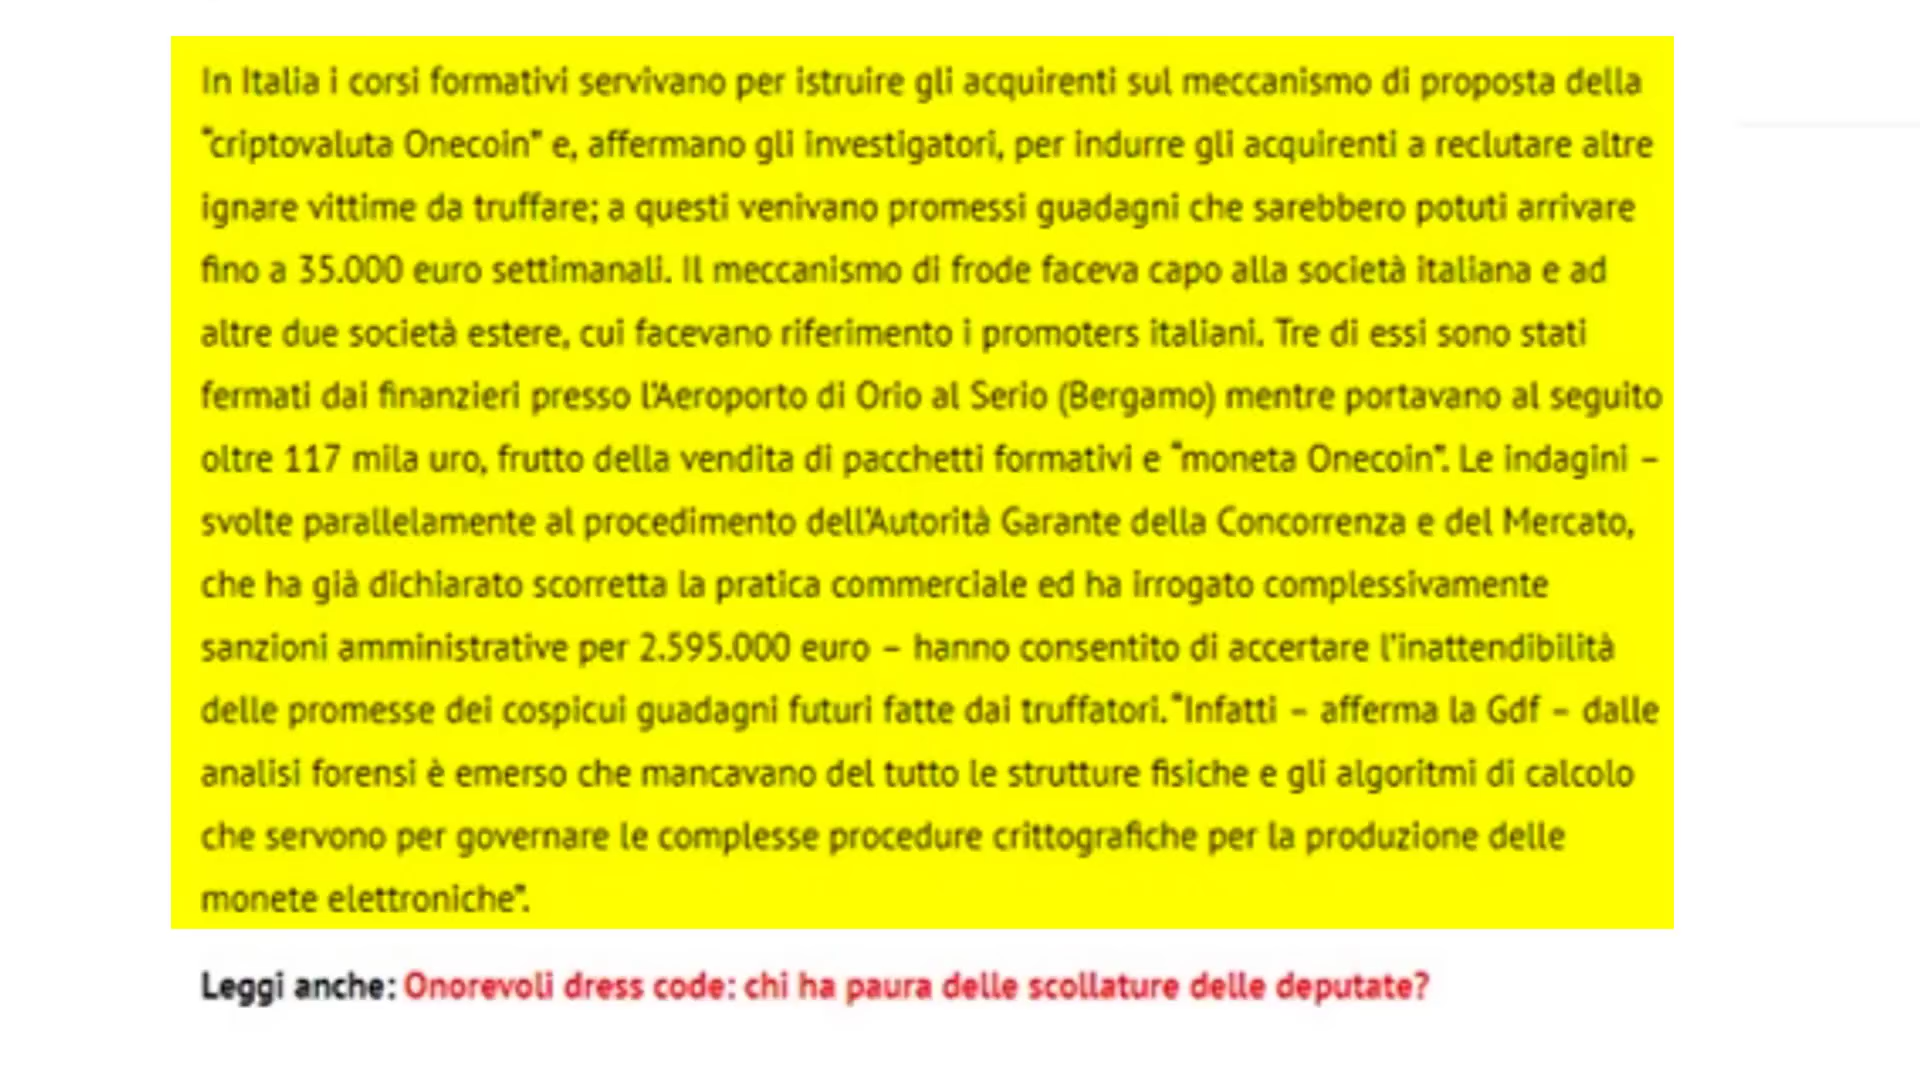 In Italia i corsi formativi servivano per istruire gli acquirenti sul meccanismo di proposta della
“criptovaluta Onecoin” e, affermano gli investigatori, per indurre gli acquirenti a reclutare altre
ignare vittime da truffare; a questi venivano promessi guadagni che sarebbero potuti arrivare
fino a 35.000 euro settimanali. Il meccanismo di frode faceva capo alla società italiana e ad
altre due società estere, cui facevano riferimento i promoters italiani. Tre di essi sono stati
fermati dai finanzieri presso l’Aeroporto di Orio al Serio (Bergamo) mentre portavano al seguito
oltre 117 mila uro, frutto della vendita di pacchetti formativi e “moneta Onecoin”. Le indagini –
svolte parallelamente al procedimento dell’Autorità Garante della Concorrenza e del Mercato,
che ha già dichiarato scorretta la pratica commerciale ed ha irrogato complessivamente
sanzioni amministrative per 2.595.000 euro – hanno consentito di accertare l’inattendibilità
delle promesse dei cospicui guadagni futuri fatte dai truffatori. “Infatti – afferma la Gdf – dalle
analisi forensi è emerso che mancavano del tutto le strutture fisiche e gli algoritmi di calcolo
che servono per governare le complesse procedure crittografiche per la produzione delle
monete elettroniche”.
Leggi anche: Onorevoli dress code: chi ha paura delle scollature delle deputate?